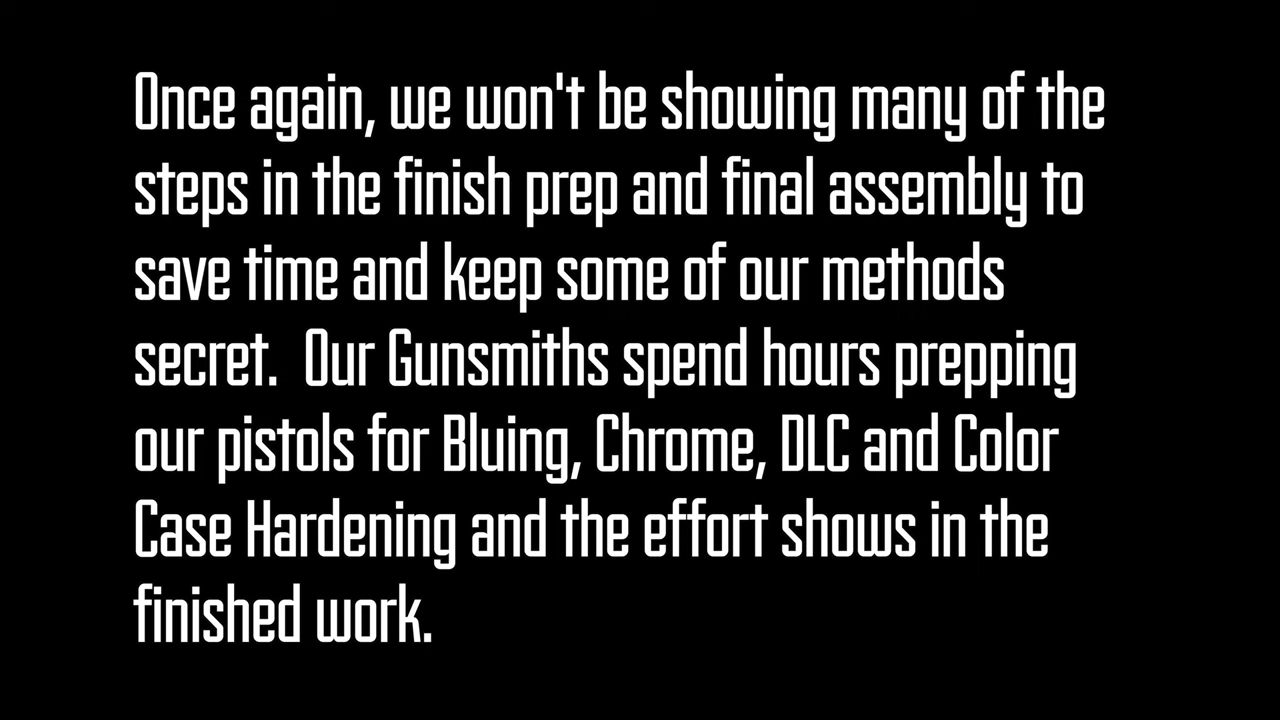 Once again, we won't be showing many of the
steps in the finish prep and final assembly to
save time and keep some of our methods
secret.  Our Gunsmiths spend hours prepping
our pistols for Bluing, Chrome, DLC and Color
Case Hardening and the effort shows in the
finished work.